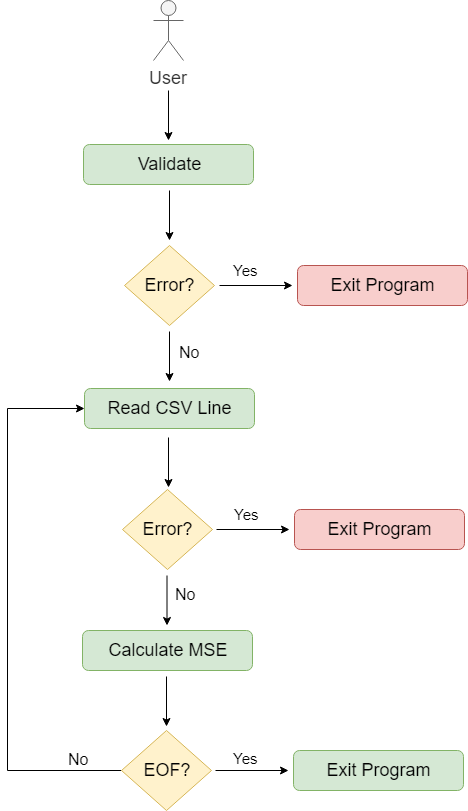 User
Validate
Error?
Yes
Exit Program
No
Read CSV Line
Error?
Yes
Exit Program
No
Calculate MSE
No
EOF?
Yes
Exit Program